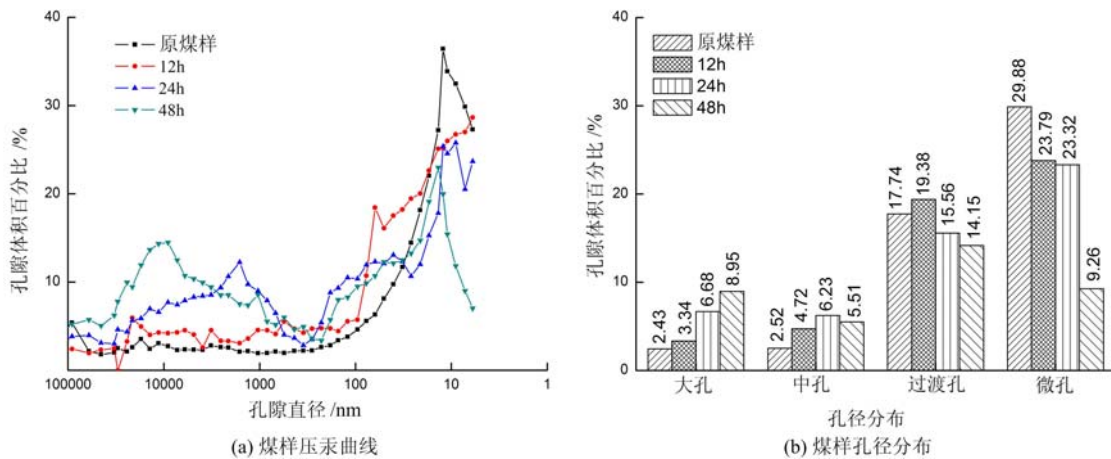 40
30
20
10
0
孔隙体积百分比 /%
原煤样
12h
24h
48h
100000
10000
1000
100
10
1
孔隙直径 /nm
(a) 煤样压汞曲线
40
30
20
10
0
孔隙体积百分比 /%
原煤样
12h
24h
48h
2.43
3.34
6.68
8.95
2.52
4.72
6.23
5.51
17.74
19.38
15.56
14.15
29.88
23.79
23.32
9.26
大孔
中孔
过渡孔
微孔
孔径分布
(b) 煤样孔径分布